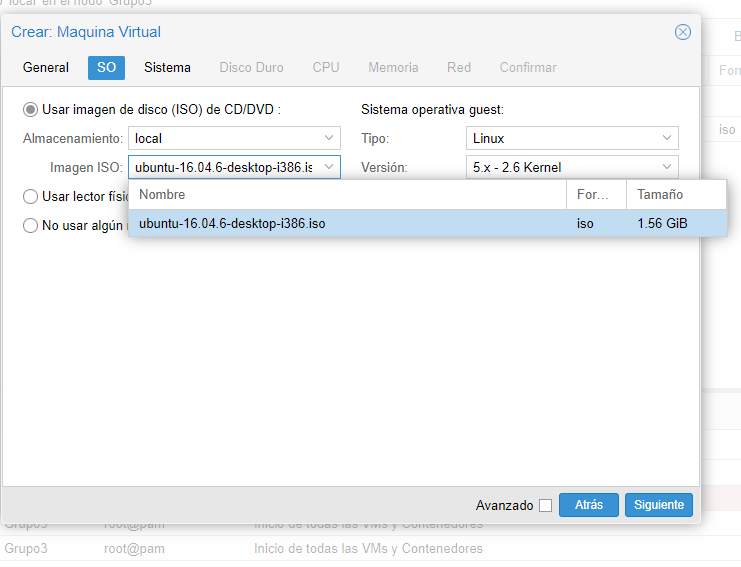 local en el nodo 'Grupo3'
Crear: Maquina Virtual
B
General SO Sistema Disco Duro CPU Memoria Red Confirmar
For
Usar imagen de disco (ISO) de CD/DVD : Sistema operativa guest:
Almacenamiento: local Tipo: Linux
iso
Imagen ISO: ubuntu-16.04.6-desktop-i386.is Versión: 5.x - 2.6 Kernel
Usar lector físi
Nombre For... Tamaño
No usar algún
ubuntu-16.04.6-desktop-i386.iso iso 1.56 GiB
Avanzado Atrás Siguiente
Grupo3 root@pam Inicio de todas las VMs y Contenedores
Grupo3 root@pam Inicio de todas las VMs y Contenedores